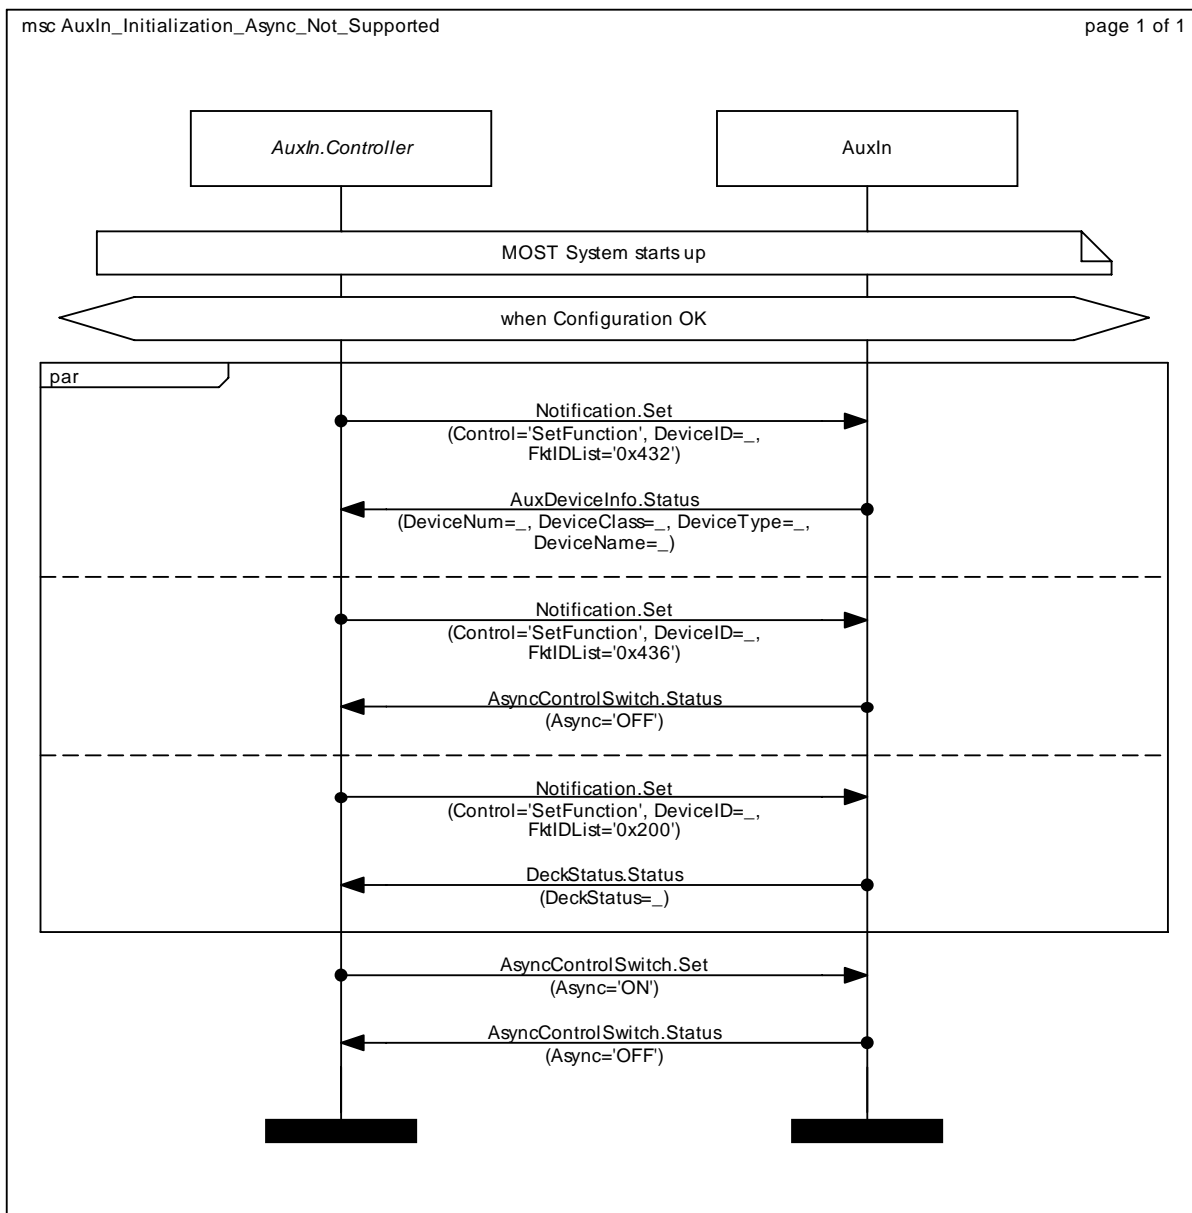 msc AuxIn_Initialization_Async_Not_Supported
page 1 of 1
AuxIn.Controller
AuxIn
MOST System starts up
when Configuration OK
par
Notification.Set
(Control='SetFunction', DeviceID=_,
FktIDList='0x432')
AuxDeviceInfo.Status
(DeviceNum=_, DeviceClass=_, DeviceType=_,
DeviceName=_)
Notification.Set
(Control='SetFunction', DeviceID=_,
FktIDList='0x436')
AsyncControlSwitch.Status
(Async='OFF')
Notification.Set
(Control='SetFunction', DeviceID=_,
FktIDList='0x200')
DeckStatus.Status
(DeckStatus=_)
AsyncControlSwitch.Set
(Async='ON')
AsyncControlSwitch.Status
(Async='OFF')